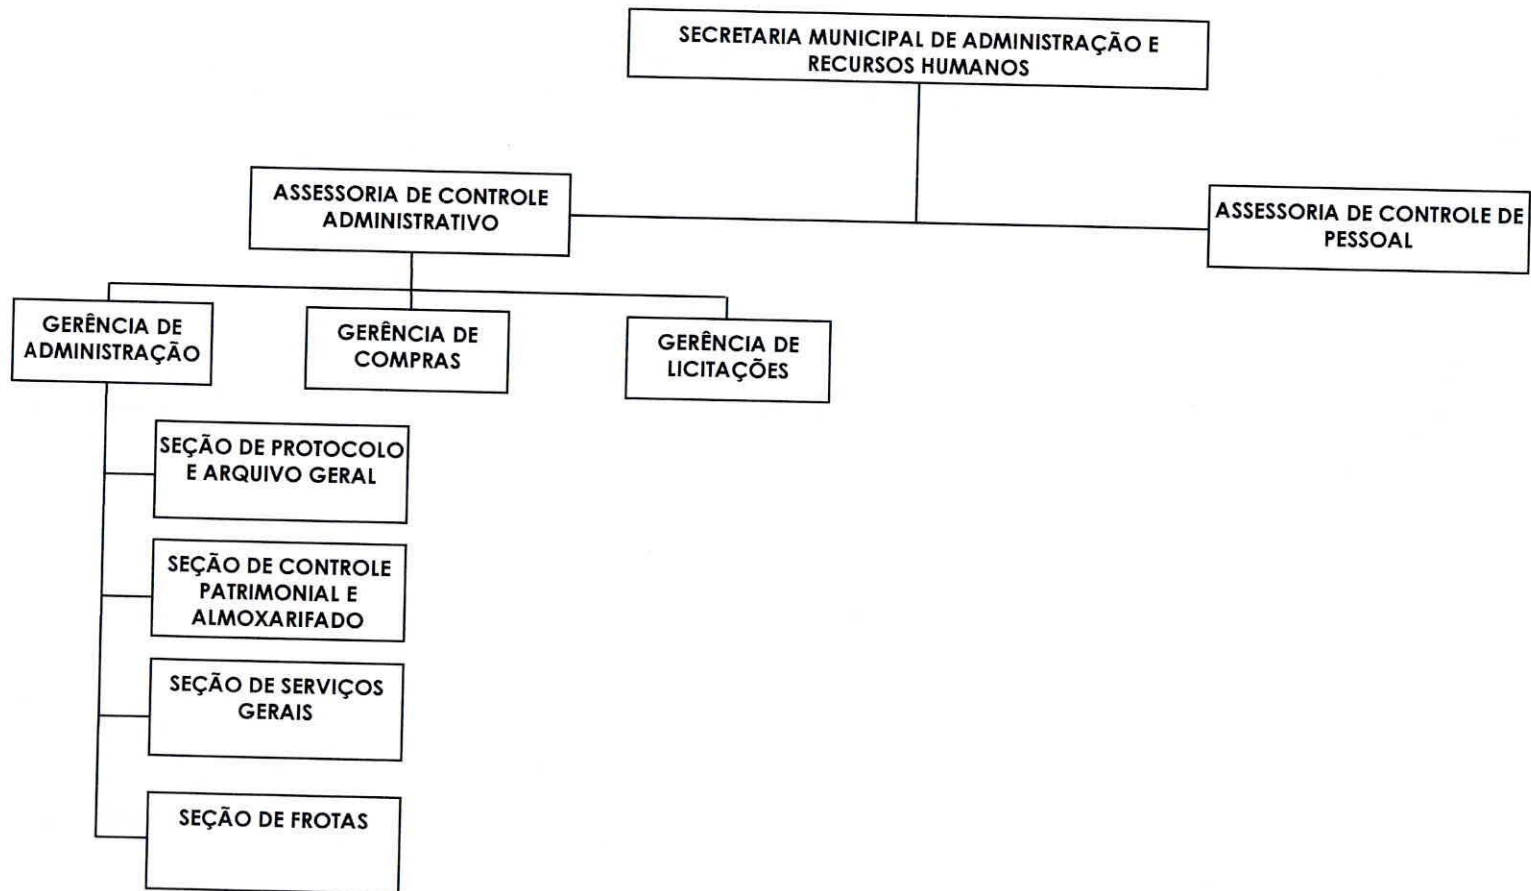 SECRETARIA MUNICIPAL DE ADMINISTRAÇÃO E
RECURSOS HUMANOS
ASSESSORIA DE CONTROLE
ADMINISTRATIVO
ASSESSORIA DE CONTROLE DE
PESSOAL
GERÊNCIA DE
ADMINISTRAÇÃO
GERÊNCIA DE
COMPRAS
GERÊNCIA DE
LICITAÇÕES
SEÇÃO DE PROTOCOLO
E ARQUIVO GERAL
SEÇÃO DE CONTROLE
PATRIMONIAL E
ALMOXARIFADO
SEÇÃO DE SERVIÇOS
GERAIS
SEÇÃO DE FROTAS